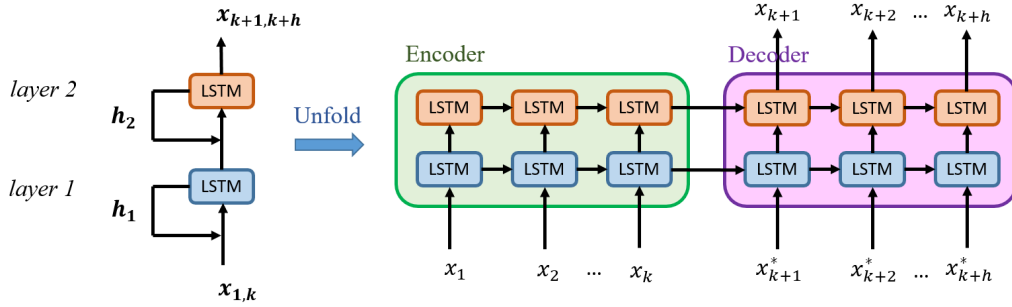 x_{k+1,k+h}
layer 2
LSTM
h_2
layer 1
LSTM
h_1
x_{1,k}
Unfold
Encoder
LSTM LSTM LSTM
LSTM LSTM LSTM
x_1 x_2 ... x_k
x_{k+1} x_{k+2} ... x_{k+h}
Decoder
LSTM LSTM LSTM
LSTM LSTM LSTM
x^*_{k+1} x^*_{k+2} ... x^*_{k+h}